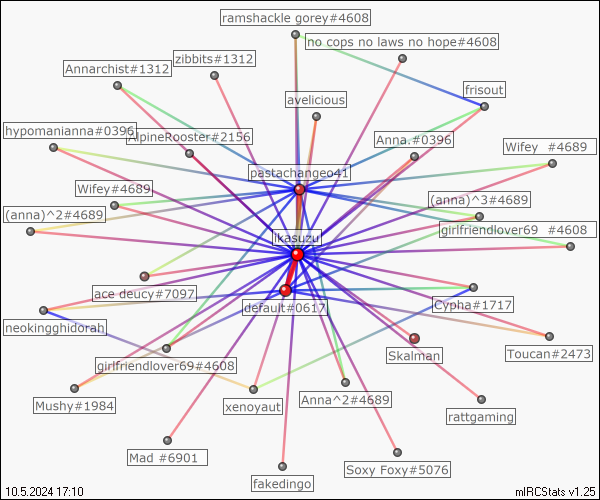 ramshackle gorey#4608
no cops no laws no hope#4608
zibbits#1312
Annarchist#1312
frisout
avelicious
hypomanianna#0396
AlpineRooster#2156
Anna.#0396
Wifey #4689
pastachangeo41
Wifey#4689
(anna)^3#4689
(anna)^2#4689
girlfriendlover69 #4608
ikasuzu
ace deucy#7097
Cypha#1717
default#0617
neokingghidorah
Skalman
Toucan#2473
girlfriendlover69#4608
Mushy#1984
xenoyaut
Anna^2#4689
rattgaming
Mad #6901
Soxy Foxy#5076
fakedingo
10.5.2024 17:10
mIRCStats v1.25